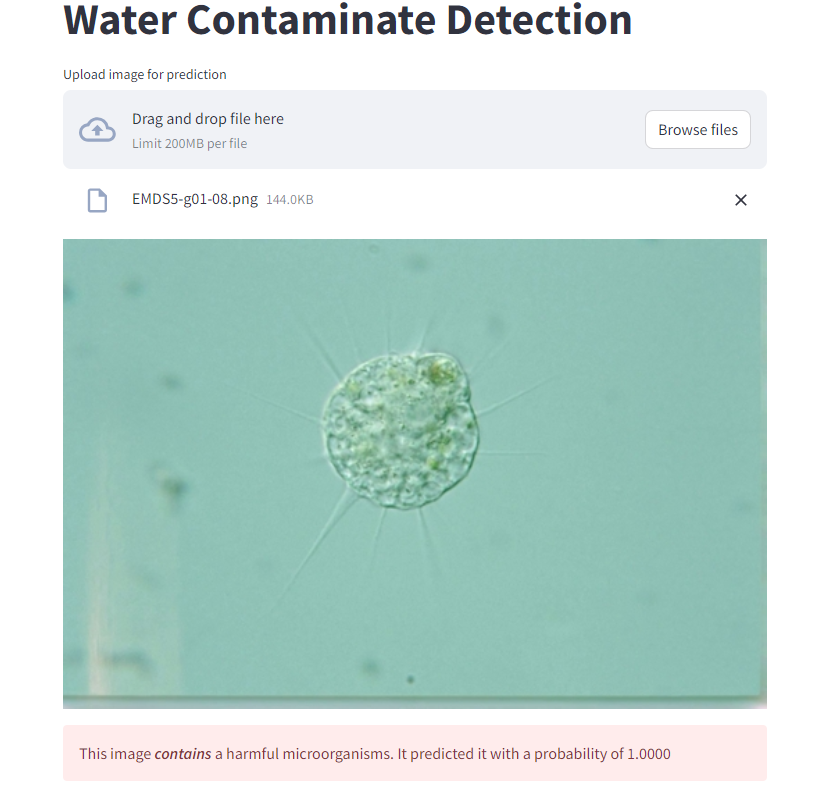 Water Contaminate Detection
Upload image for prediction
Drag and drop file here
Limit 200MB per file
Browse files
EMDS5-g01-08.png 144.0KB
This image contains a harmful microorganisms. It predicted it with a probability of 1.0000